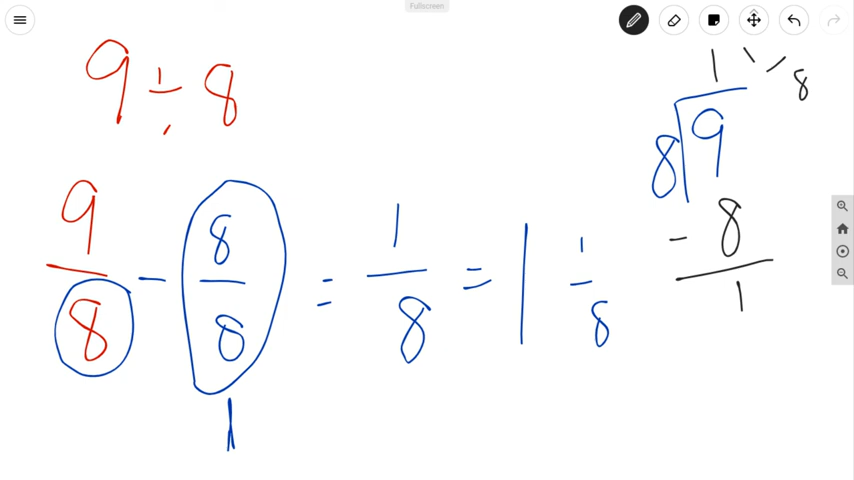 Fullscreen
9 ÷ 8
9/8 - 8/8 = 1/8 = 1 1/8
1
1 1/8
8 9
- 8
1